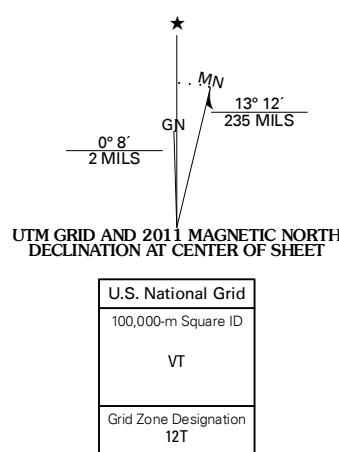 MN
GN
13° 12´
235 MILS
0° 8´
2 MILS
UTM GRID AND 2011 MAGNETIC NORTH
DECLINATION AT CENTER OF SHEET
U.S. National Grid
100,000-m Square ID
VT
Grid Zone Designation
12T